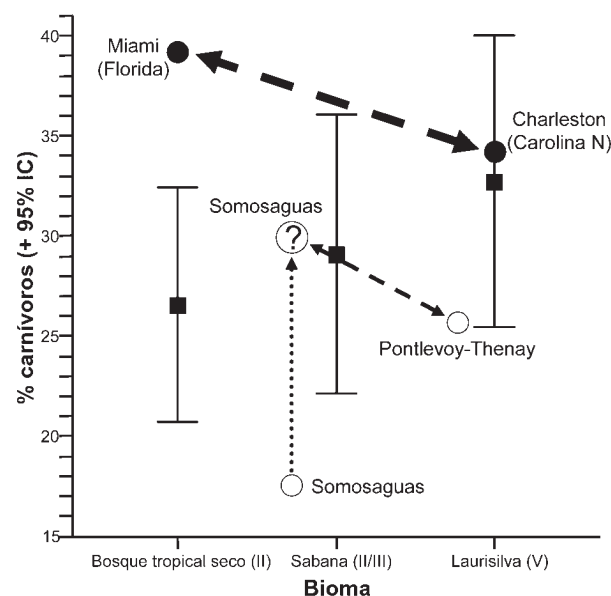 % carnívoros (+ 95% IC)
40
35
30
25
20
15
Miami
(Florida)
Charleston
(Carolina N)
Somosaguas
?
Pontlevoy-Thenay
Somosaguas
Bosque tropical seco (II)
Sabana (II/III)
Laurisilva (V)
Bioma